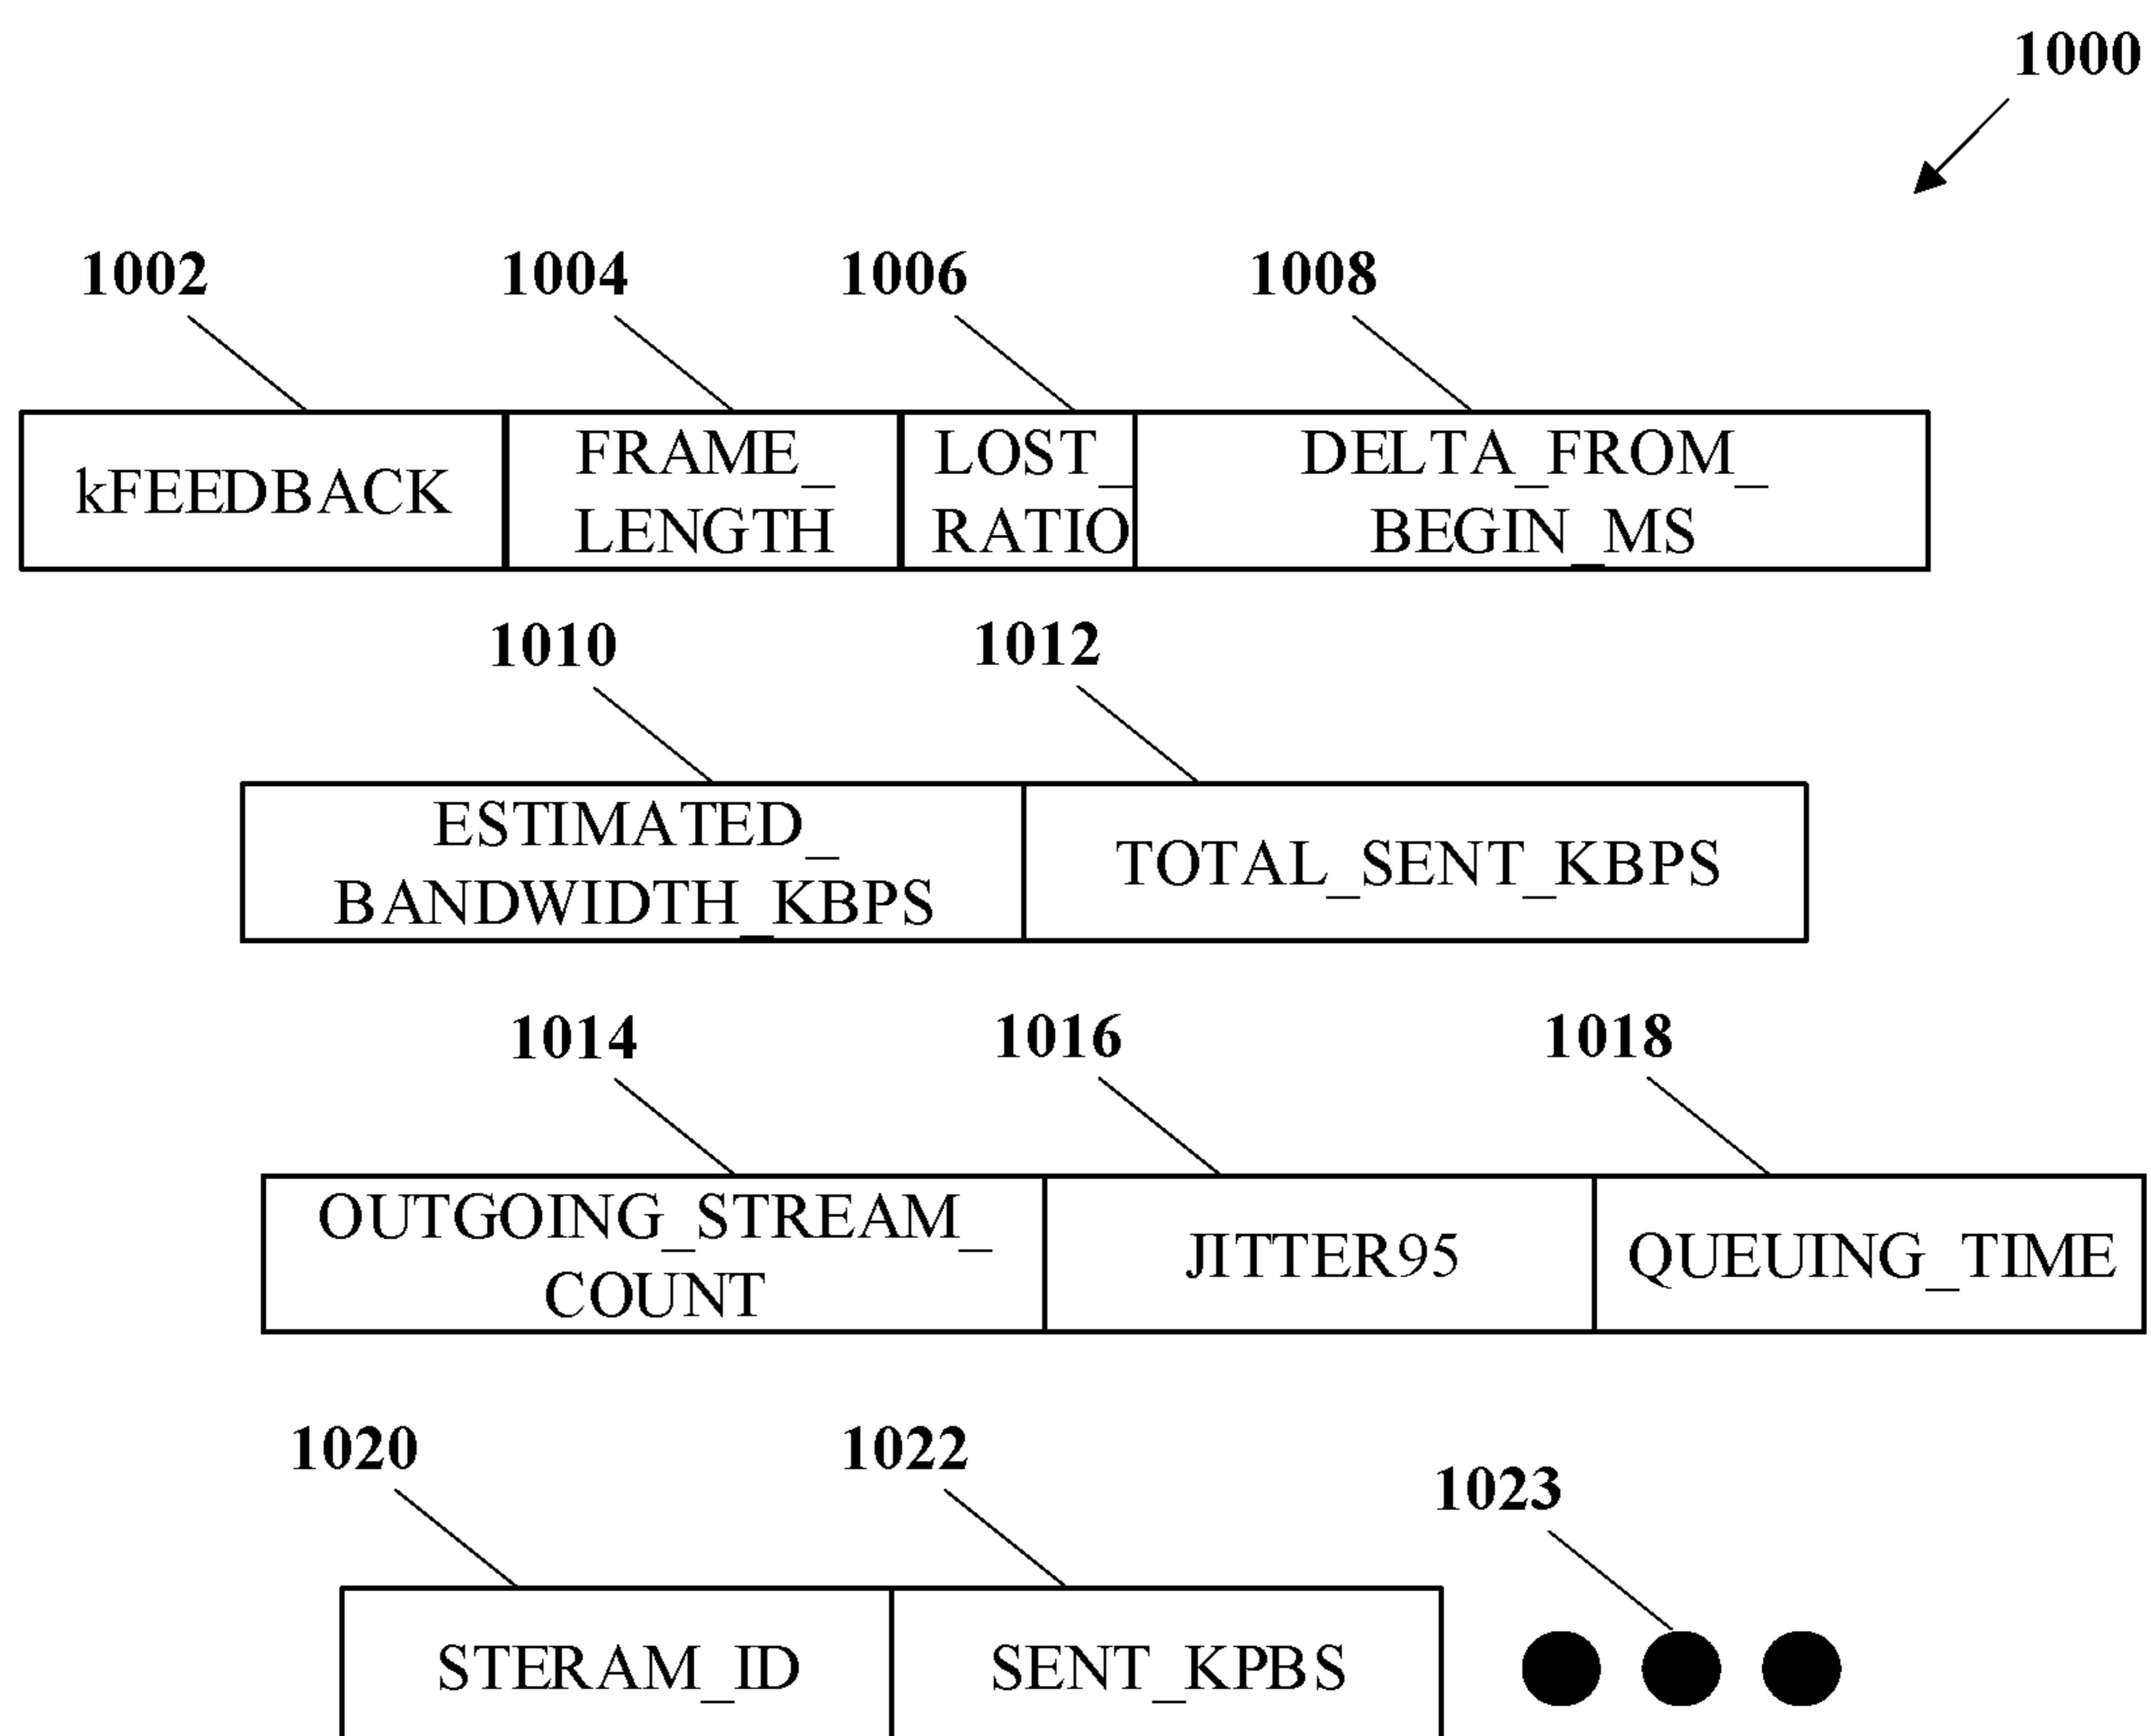 1000
1002 1004 1006 1008
kFEEDBACK
FRAME_
LENGTH
LOST_
RATIO
DELTA_FROM_
BEGIN_MS
1010 1012
ESTIMATED_
BANDWIDTH_KBPS
TOTAL_SENT_KBPS
1014 1016 1018
OUTGOING_STREAM_
COUNT
JITTER95
QUEUING_TIME
1020 1022 1023
STERAM_ID
SENT_KPBS